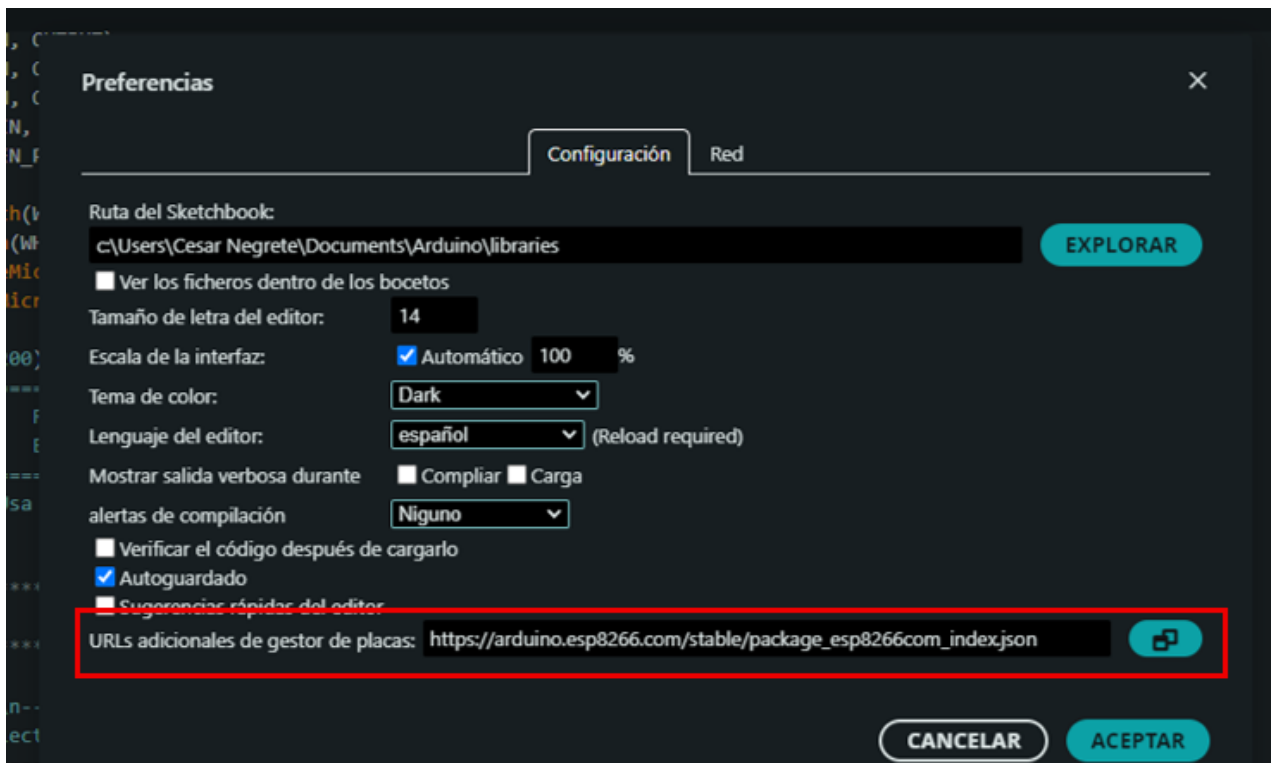 Preferencias
Configuración Red
Ruta del Sketchbook:
c:\Users\Cesar Negrete\Documents\Arduino\libraries EXPLORAR
Ver los ficheros dentro de los bocetos
Tamaño de letra del editor: 14
Escala de la interfaz: Automático 100 %
Tema de color: Dark
Lenguaje del editor: español (Reload required)
Mostrar salida verbosa durante Compliar Carga
alertas de compilación Niguno
Verificar el código después de cargarlo
Autoguardado
Sugerencias rápidas del editor
URLs adicionales de gestor de placas: https://arduino.esp8266.com/stable/package_esp8266com_index.json
CANCELAR ACEPTAR